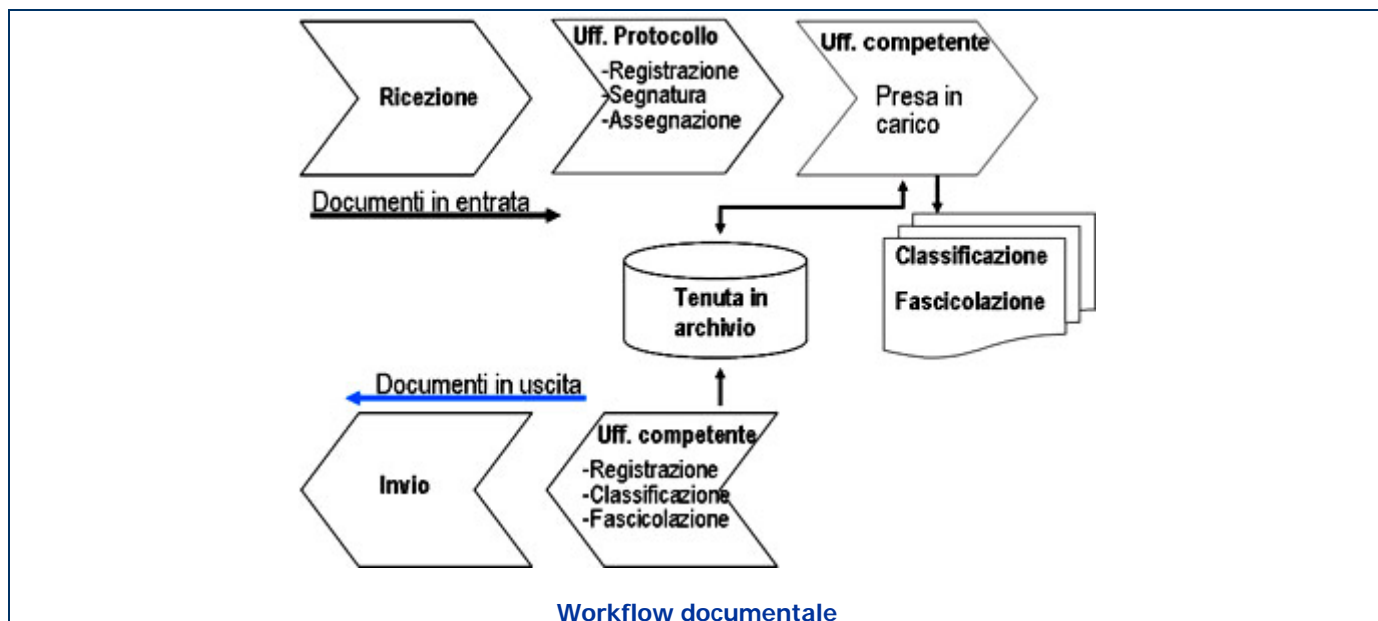 Ricezione
Uff. Protocollo
-Registrazione
-Segnatura
-Assegnazione
Uff. competente
Presa in
carico
Documenti in entrata
Classificazione
Fascicolazione
Tenuta in
archivio
Documenti in uscita
Invio
Uff. competente
-Registrazione
-Classificazione
-Fascicolazione
Workflow documentale